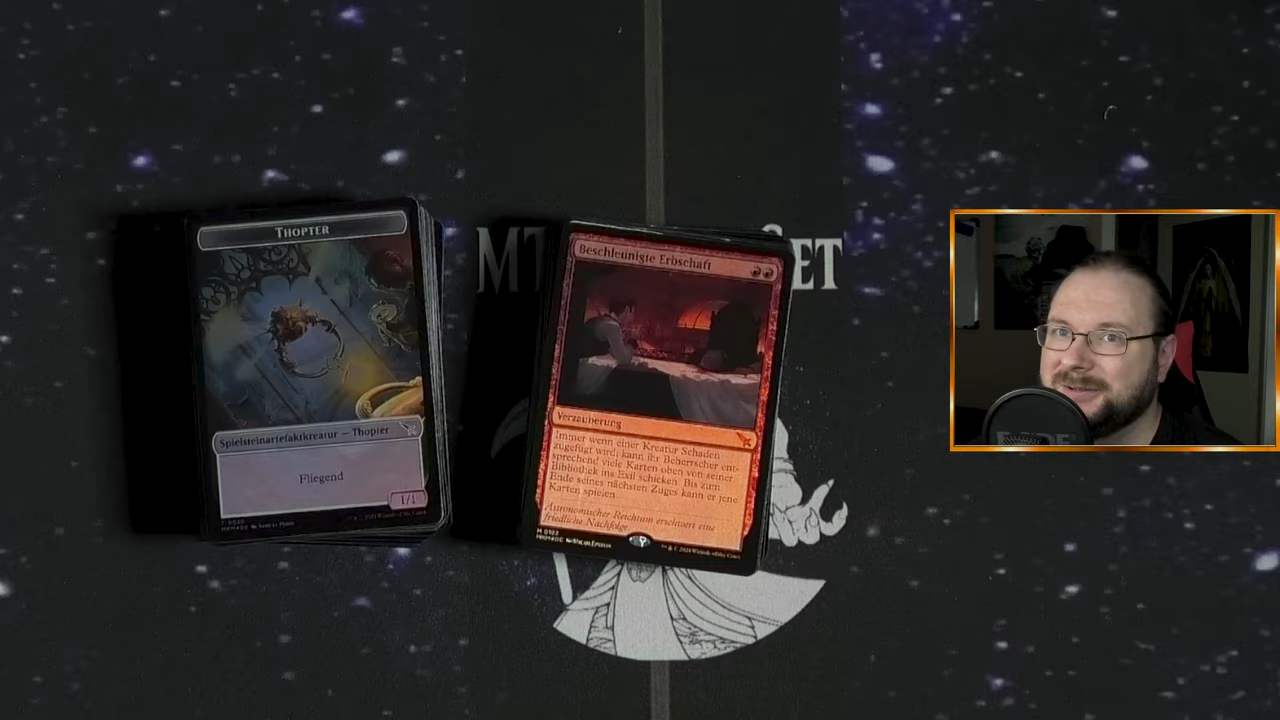 THOPTER
Spielsteinartefaktkreatur — Thopter
Fliegend
1/1
MT
ET
Beschleunigte Erbschaft
Verzauberung
Immer wenn einer Kreatur Schaden
zugefügt wird, kann ihr Beherrscher ent-
sprechend viele Karten oben von seiner
Bibliothek ins Exil schicken. Bis zum
Ende seines nächsten Zuges kann er jene
Karten spielen.
Astronomischer Reichtum erschwert eine
friedliche Nachfolge.